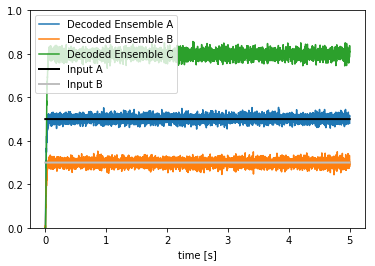 1.0
0.8
0.6
0.4
0.2
0.0
Decoded Ensemble A
Decoded Ensemble B
Decoded Ensemble C
Input A
Input B
0
1
2
3
4
5
time [s]